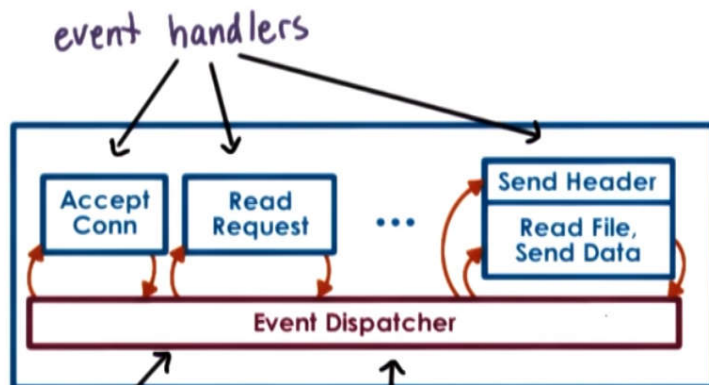 event handlers
Accept
Conn
Read
Request
...
Send Header
Read File,
Send Data
Event Dispatcher